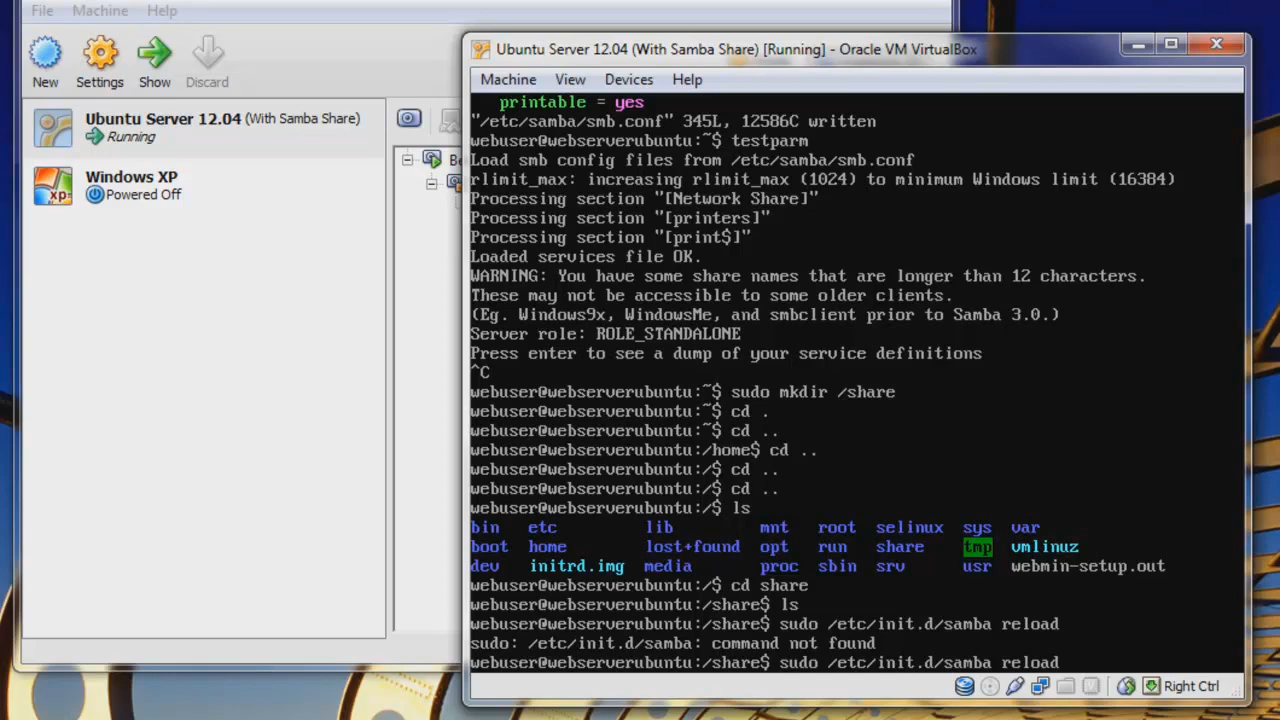 File Machine Help
New Settings Show Discard
Ubuntu Server 12.04 (With Samba Share)
Running
Windows XP
Powered Off
xp
Ubuntu Server 12.04 (With Samba Share) [Running] - Oracle VM VirtualBox
Machine View Devices Help
printable = yes
"/etc/samba/smb.conf" 345L, 12586C written
webuser@webserverubuntu:~$ testparm
Load smb config files from /etc/samba/smb.conf
rlimit_max: increasing rlimit_max (1024) to minimum Windows limit (16384)
Processing section "[Network Share]"
Processing section "[printers]"
Processing section "[print$]"
Loaded services file OK.
WARNING: You have some share names that are longer than 12 characters.
These may not be accessible to some older clients.
(Eg. Windows9x, WindowsMe, and smbclient prior to Samba 3.0.)
Server role: ROLE_STANDALONE
Press enter to see a dump of your service definitions
^C
webuser@webserverubuntu:~$ sudo mkdir /share
webuser@webserverubuntu:~$ cd .
webuser@webserverubuntu:~$ cd ..
webuser@webserverubuntu:/home$ cd ..
webuser@webserverubuntu:/$ cd ..
webuser@webserverubuntu:/$ cd ..
webuser@webserverubuntu:/$ ls
bin etc lib mnt root selinux sys var
boot home lost+found opt run share tmp vmlinuz
dev initrd.img media proc sbin srv usr webmin-setup.out
webuser@webserverubuntu:/$ cd share
webuser@webserverubuntu:/share$ ls
webuser@webserverubuntu:/share$ sudo /etc/init.d/samba reload
sudo: /etc/init.d/samba: command not found
webuser@webserverubuntu:/share$ sudo /etc/init.d/samba reload
Right Ctrl